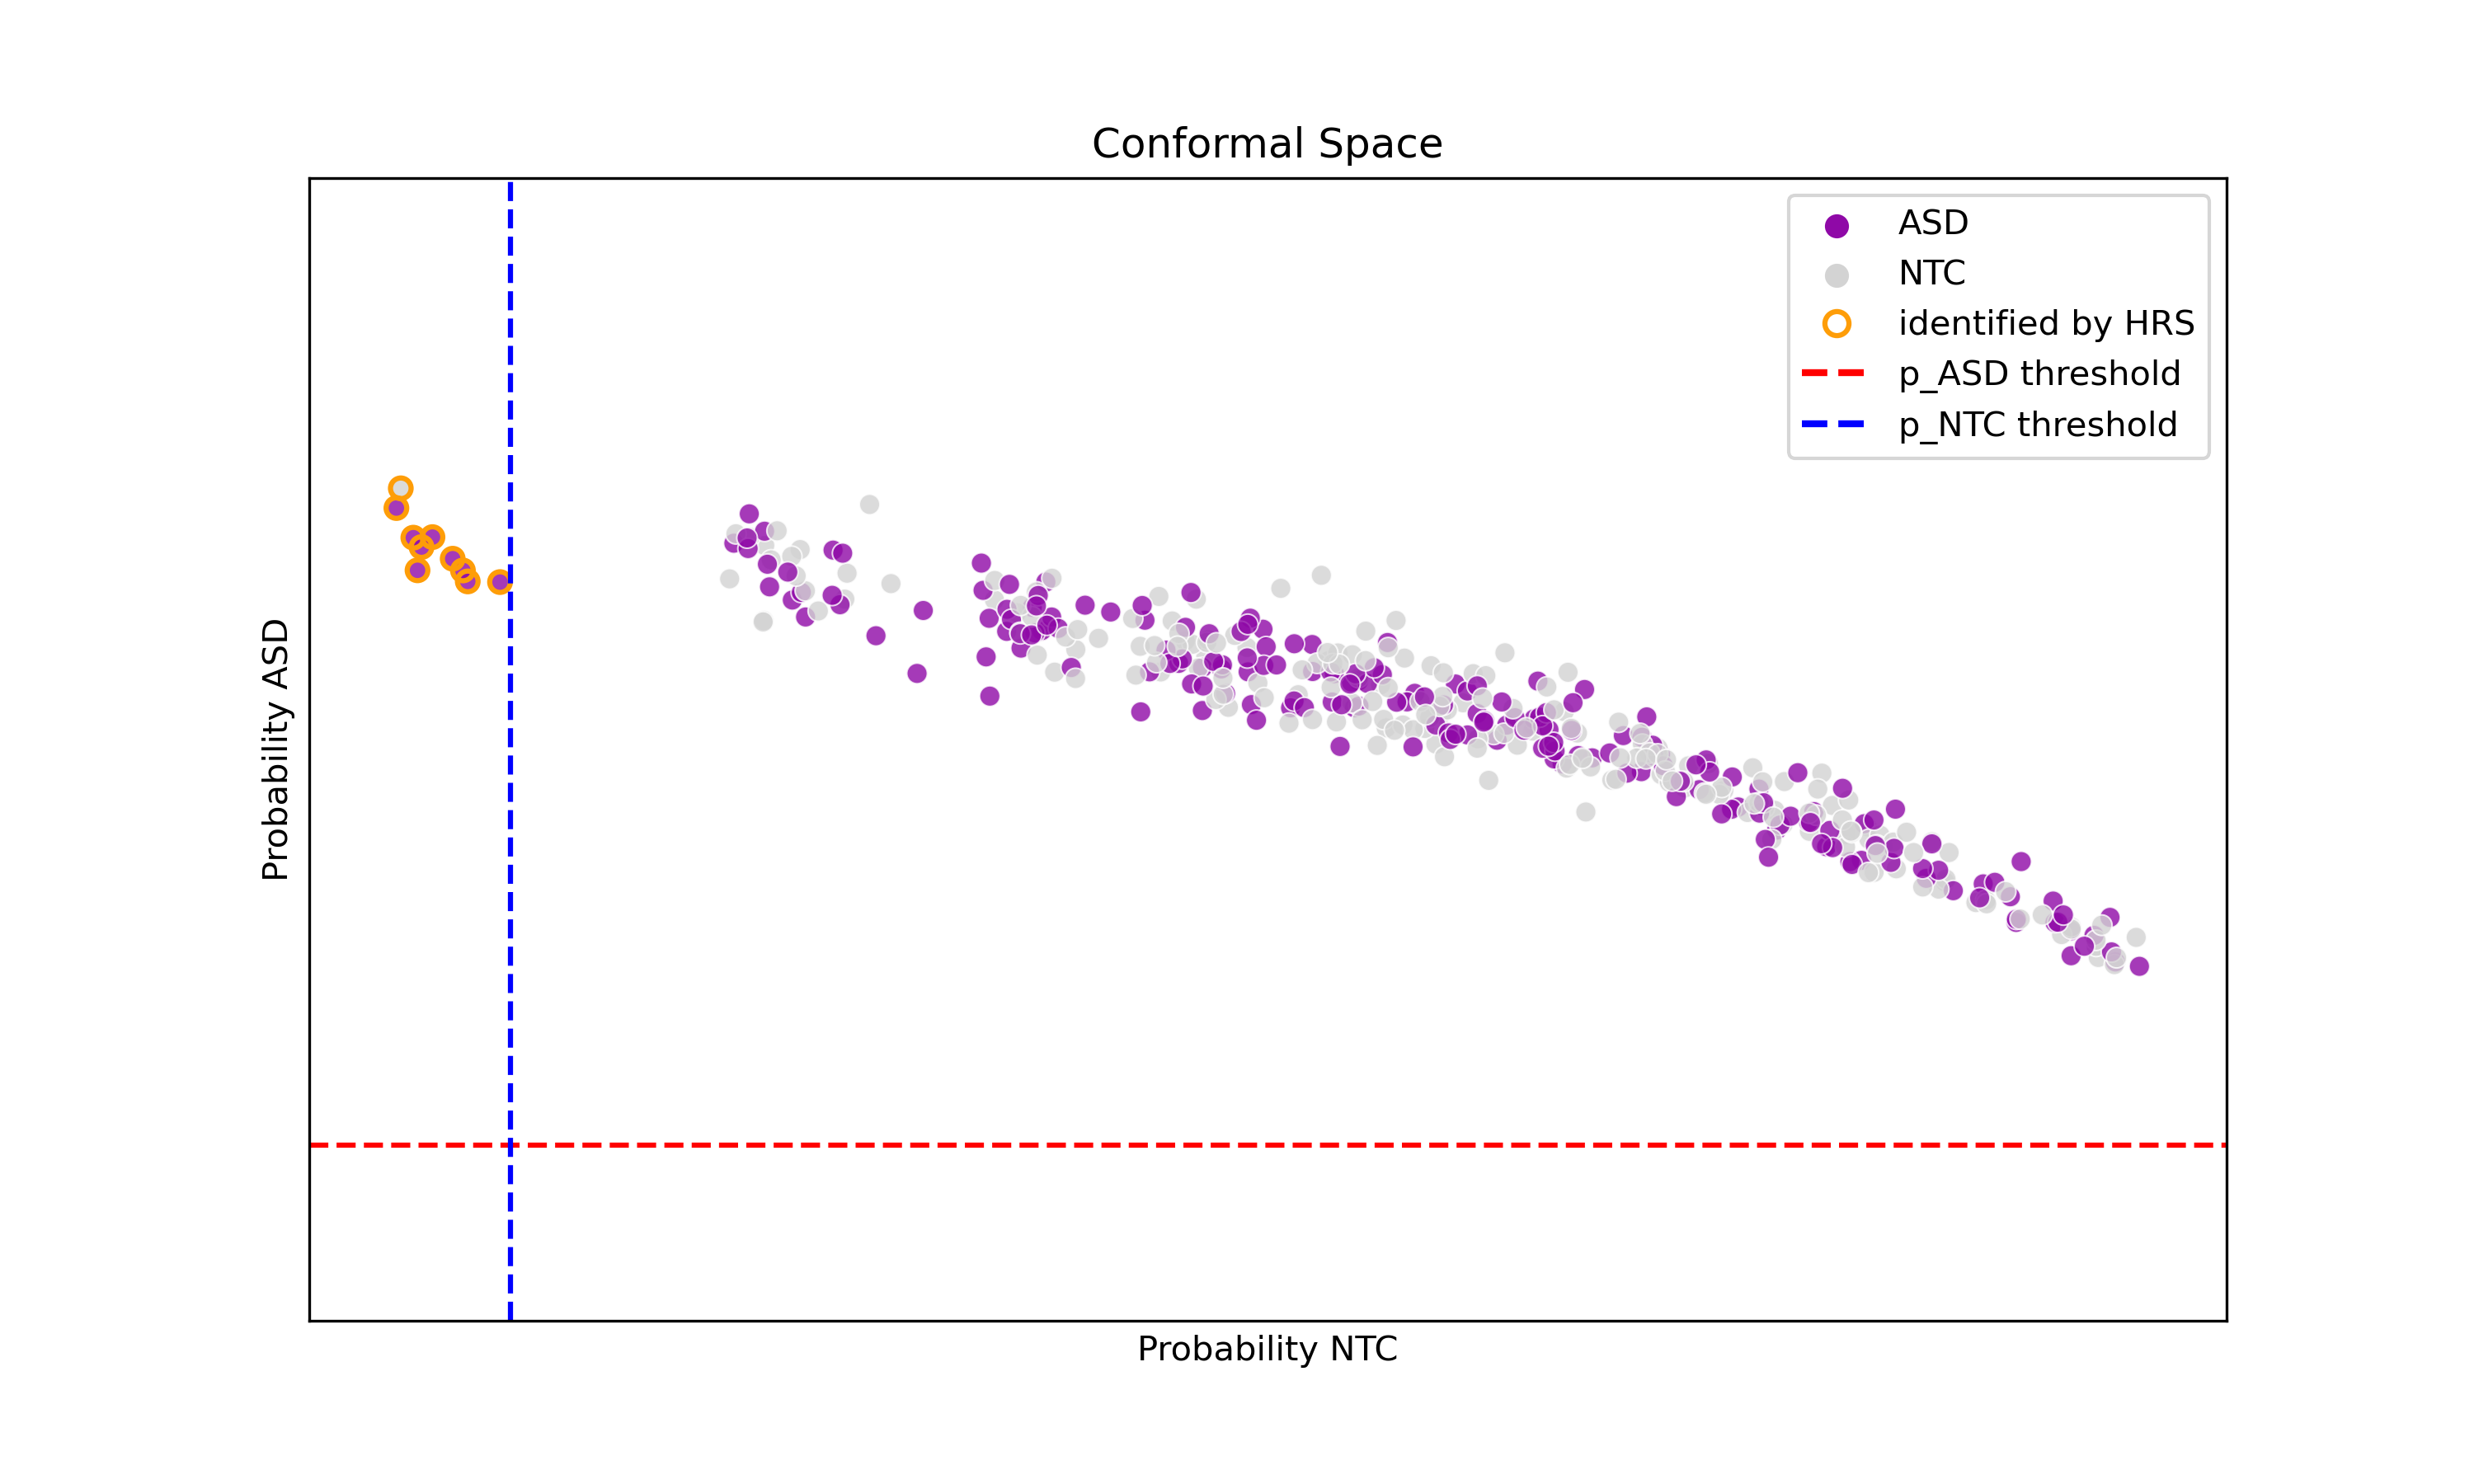 Conformal Space
ASD
NTC
identified by HRS
p_ASD threshold
p_NTC threshold
Probability ASD
Probability NTC